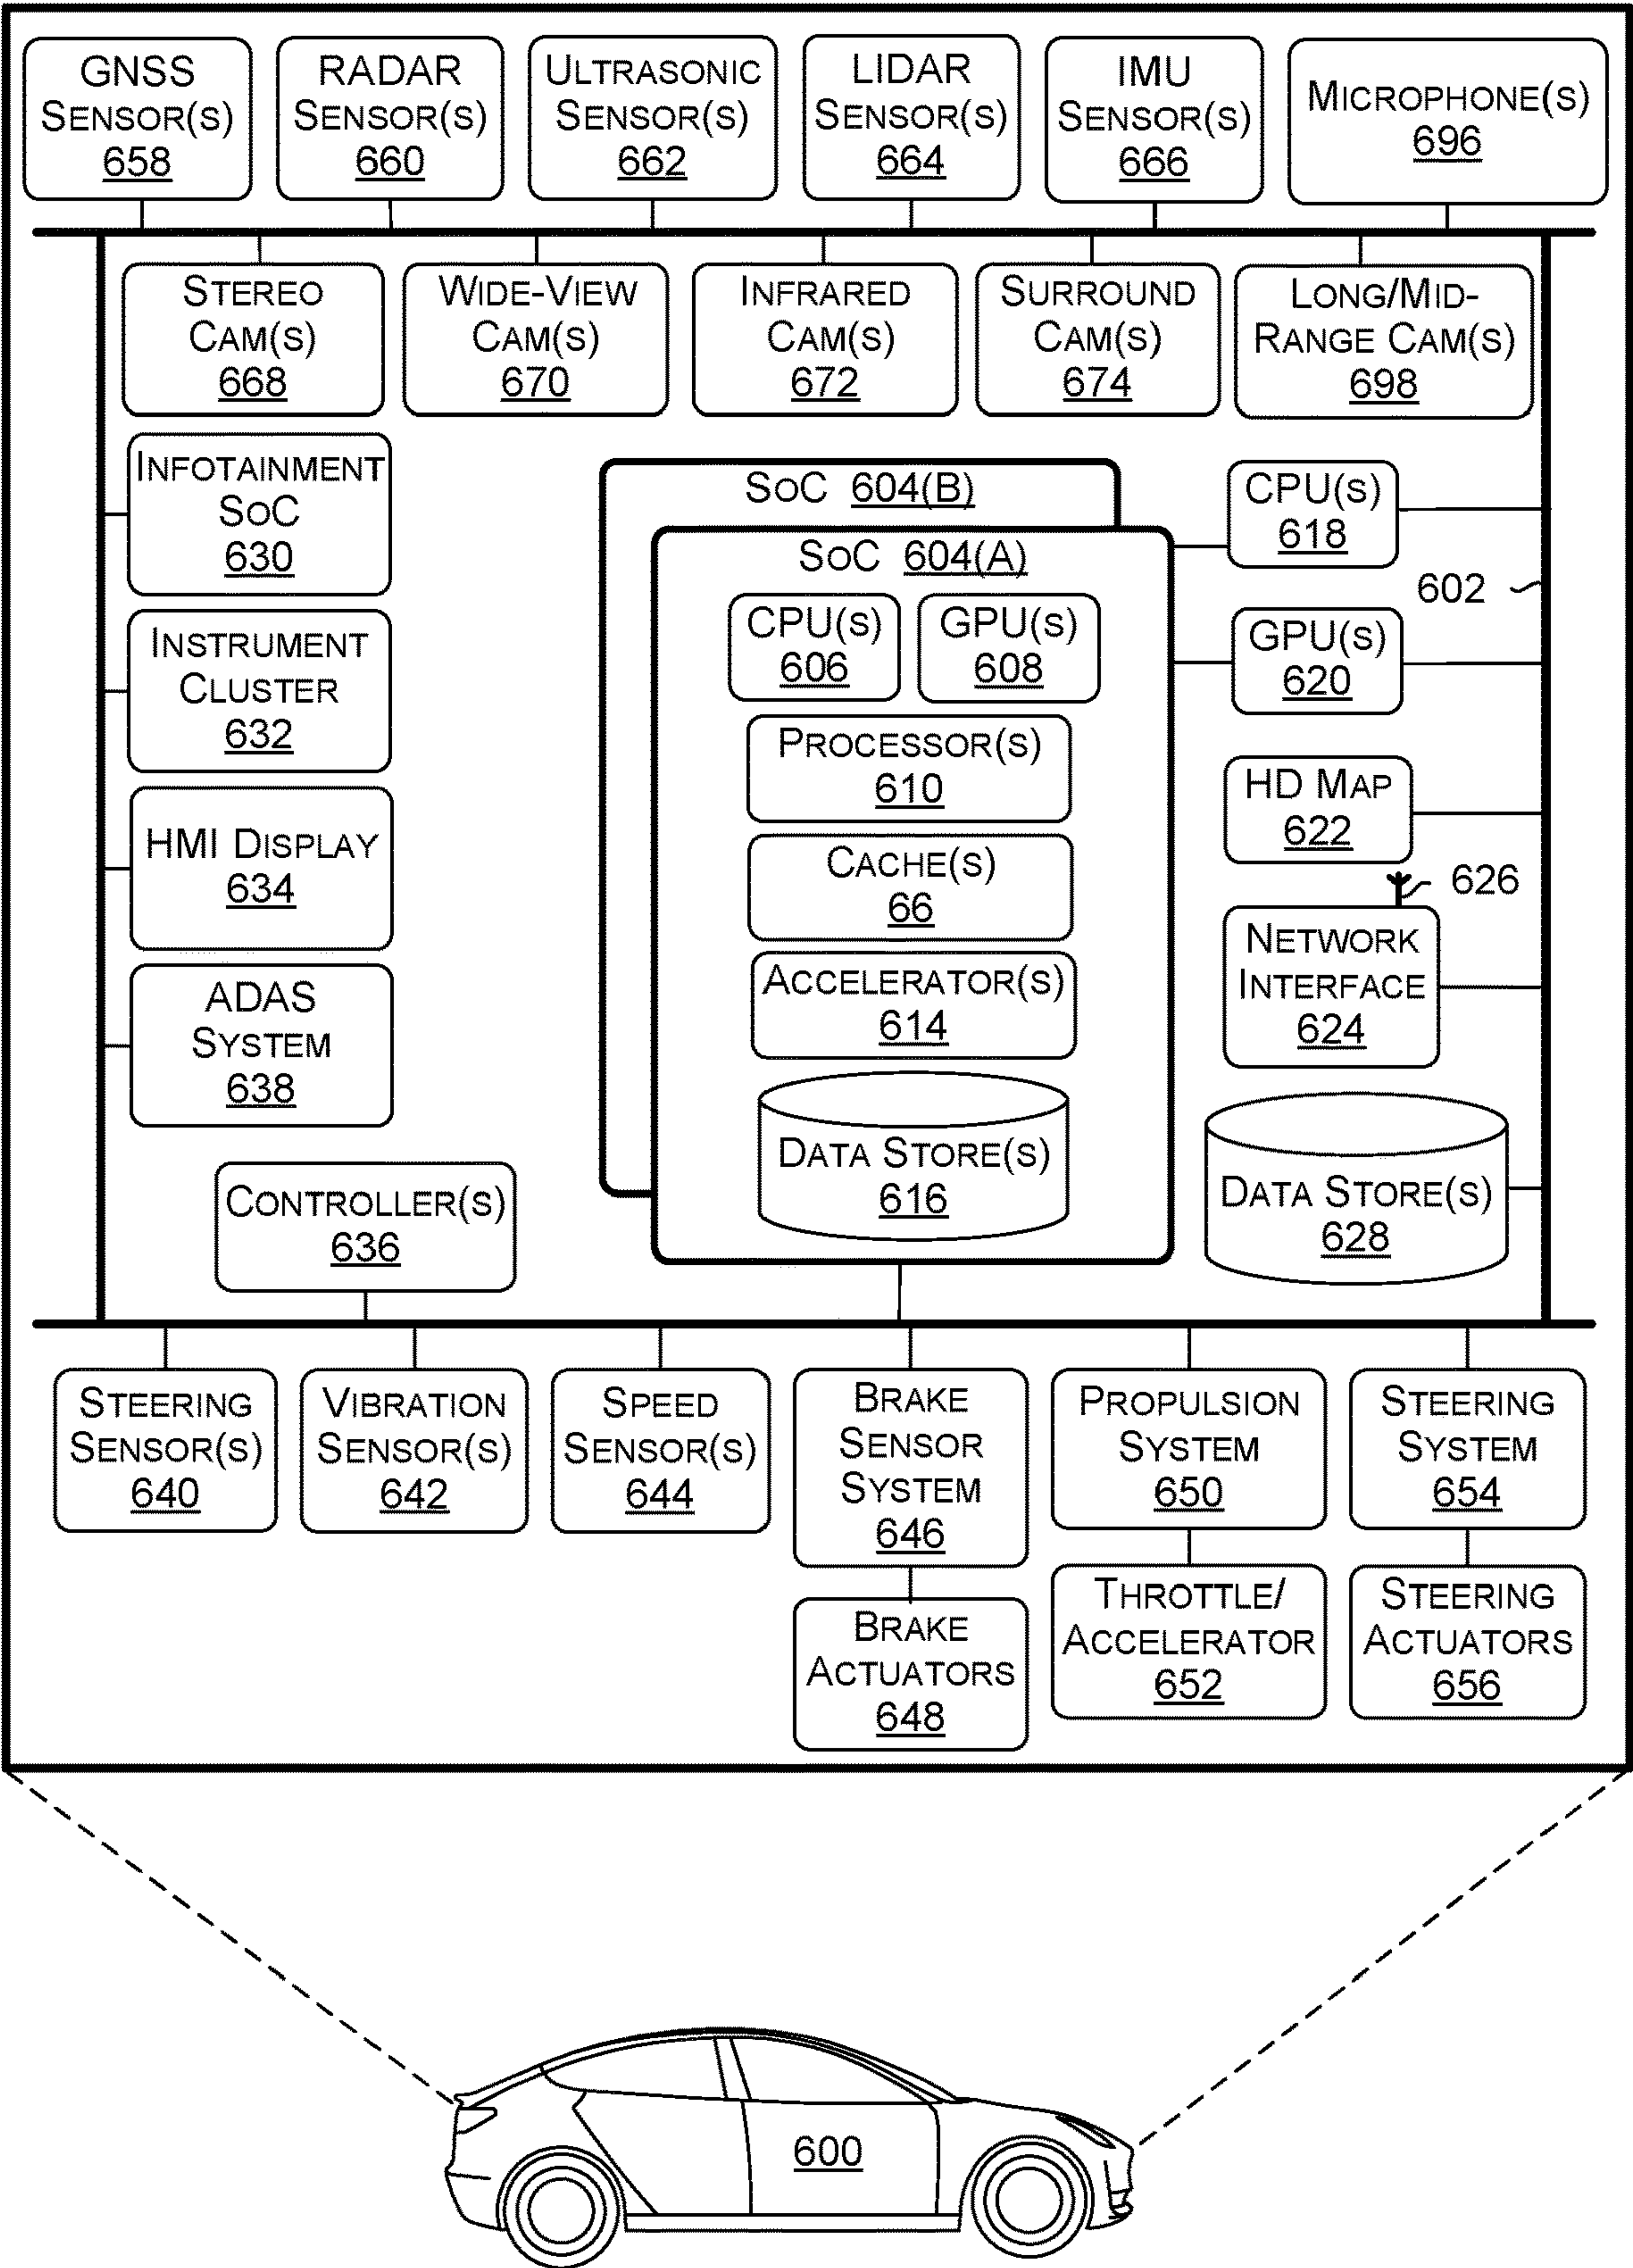 GNSS
SENSOR(S)
658
RADAR
SENSOR(S)
660
ULTRASONIC
SENSOR(S)
662
LIDAR
SENSOR(S)
664
IMU
SENSOR(S)
666
MICROPHONE(S)
696
STEREO
CAM(S)
668
WIDE-VIEW
CAM(S)
670
INFRARED
CAM(S)
672
SURROUND
CAM(S)
674
LONG/MID-
RANGE CAM(S)
698
INFOTAINMENT
SOC
630
INSTRUMENT
CLUSTER
632
HMI DISPLAY
634
ADAS
SYSTEM
638
CONTROLLER(S)
636
SOC 604(B)
SOC 604(A)
CPU(S)
606
GPU(S)
608
PROCESSOR(S)
610
CACHE(S)
66
ACCELERATOR(S)
614
DATA STORE(S)
616
CPU(S)
618
602
GPU(S)
620
HD MAP
622
626
NETWORK
INTERFACE
624
DATA STORE(S)
628
STEERING
SENSOR(S)
640
VIBRATION
SENSOR(S)
642
SPEED
SENSOR(S)
644
BRAKE
SENSOR
SYSTEM
646
BRAKE
ACTUATORS
648
PROPULSION
SYSTEM
650
THROTTLE/
ACCELERATOR
652
STEERING
SYSTEM
654
STEERING
ACTUATORS
656
600